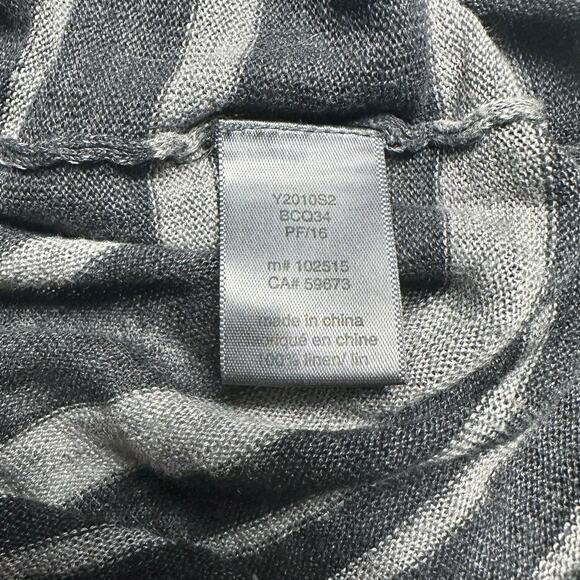 Y2010S2
BCQ34
PF/16
m# 102515
CA# 59673
made in china
fabriqué en chine
100% linen/ lin